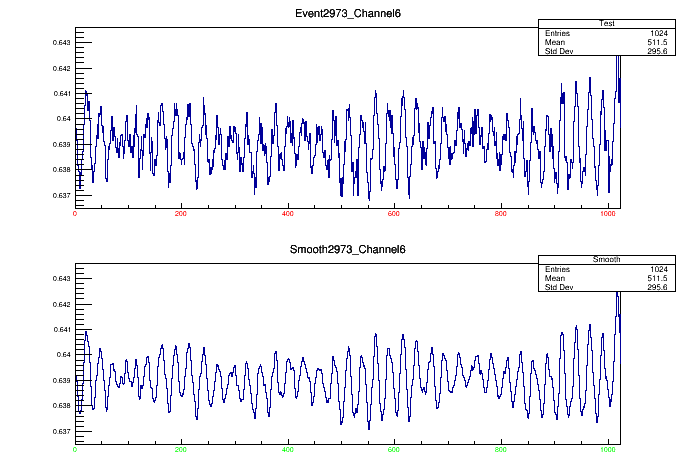 Event2973_Channel6
Test
Entries 1024
Mean 511.5
Std Dev 295.6
0.643
0.642
0.641
0.64
0.639
0.638
0.637
0 200 400 600 800 1000
Smooth2973_Channel6
Smooth
Entries 1024
Mean 511.5
Std Dev 295.6
0.643
0.642
0.641
0.64
0.639
0.638
0.637
0 200 400 600 800 1000